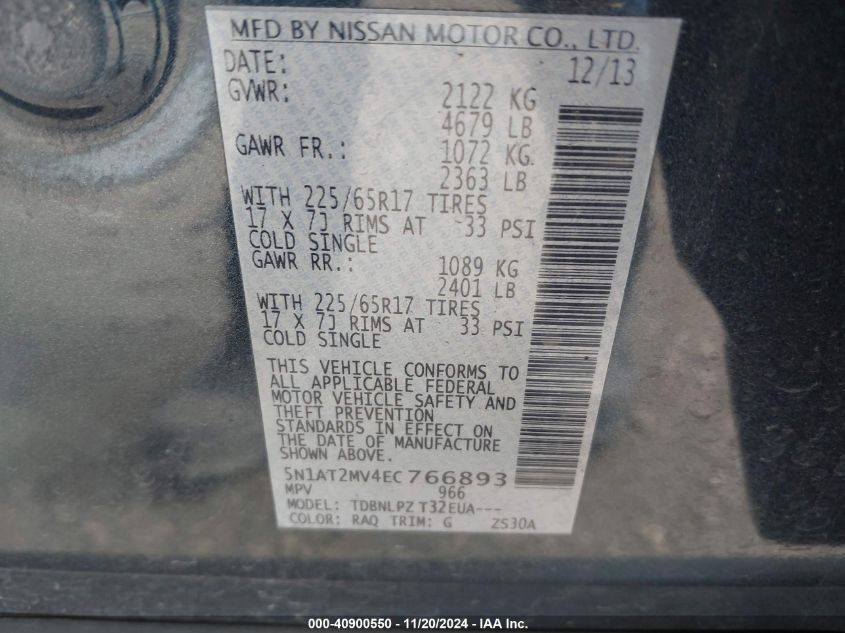 MFD BY NISSAN MOTOR CO., LTD.
DATE: 12/13
GVWR: 2122 KG
4679 LB
GAWR FR.: 1072 KG.
2363 LB
WITH 225/65R17 TIRES
17 X 7J RIMS AT 33 PSI
COLD SINGLE
GAWR RR.: 1089 KG
2401 LB
WITH 225/65R17 TIRES
17 X 7J RIMS AT 33 PSI
COLD SINGLE
THIS VEHICLE CONFORMS TO
ALL APPLICABLE FEDERAL
MOTOR VEHICLE SAFETY AND
THEFT PREVENTION
STANDARDS IN EFFECT ON
THE DATE OF MANUFACTURE
SHOWN ABOVE.
5N1AT2MV4EC766893
MPV 966
MODEL: TDBNLPZ T32EUA---
COLOR: RAQ TRIM: G ZS30A
000-40900550 - 11/20/2024 - IAA Inc.